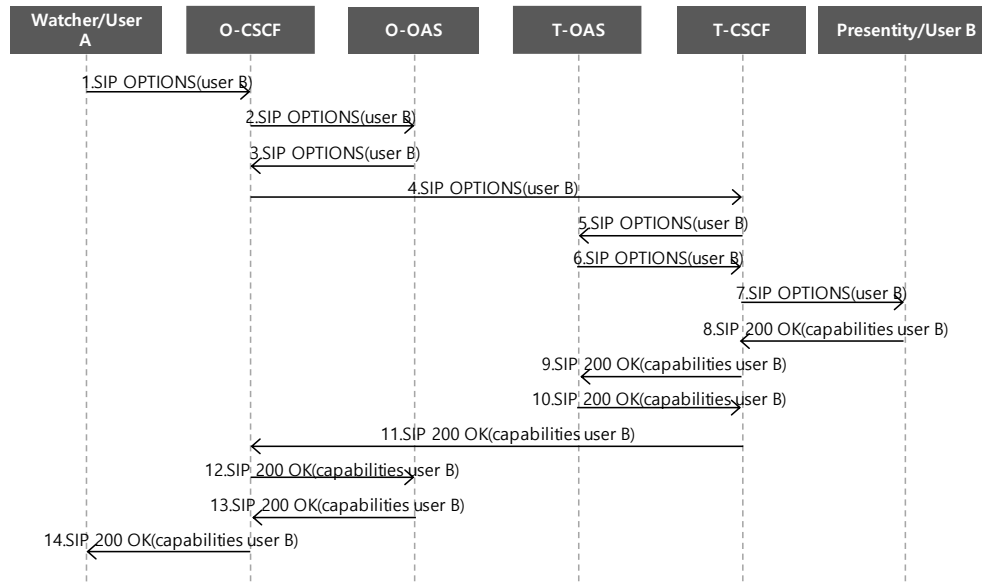 Watcher/User
A
O-CSCF
O-OAS
T-OAS
T-CSCF
Presentity/User B
1.SIP OPTIONS(user B)
2.SIP OPTIONS(user B)
3.SIP OPTIONS(user B)
4.SIP OPTIONS(user B)
5.SIP OPTIONS(user B)
6.SIP OPTIONS(user B)
7.SIP OPTIONS(user B)
8.SIP 200 OK(capabilities user B)
9.SIP 200 OK(capabilities user B)
10.SIP 200 OK(capabilities user B)
11.SIP 200 OK(capabilities user B)
12.SIP 200 OK(capabilities user B)
13.SIP 200 OK(capabilities user B)
14.SIP 200 OK(capabilities user B)